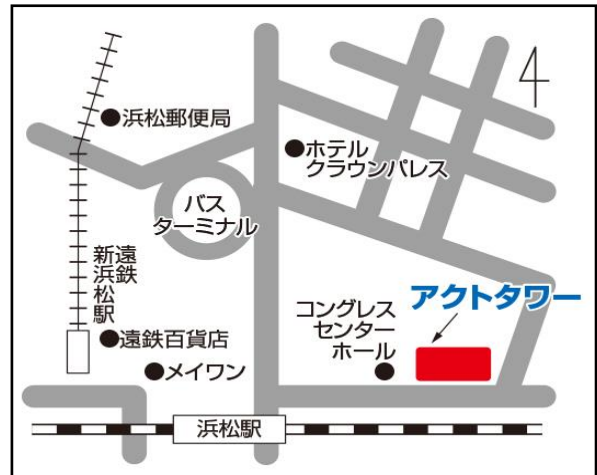 浜松郵便局
ホテル
クラウンパレス
バス
ターミナル
遠鉄
新浜松駅
遠鉄百貨店
メイワン
コングレス
センター
ホール
アクトタワー
浜松駅